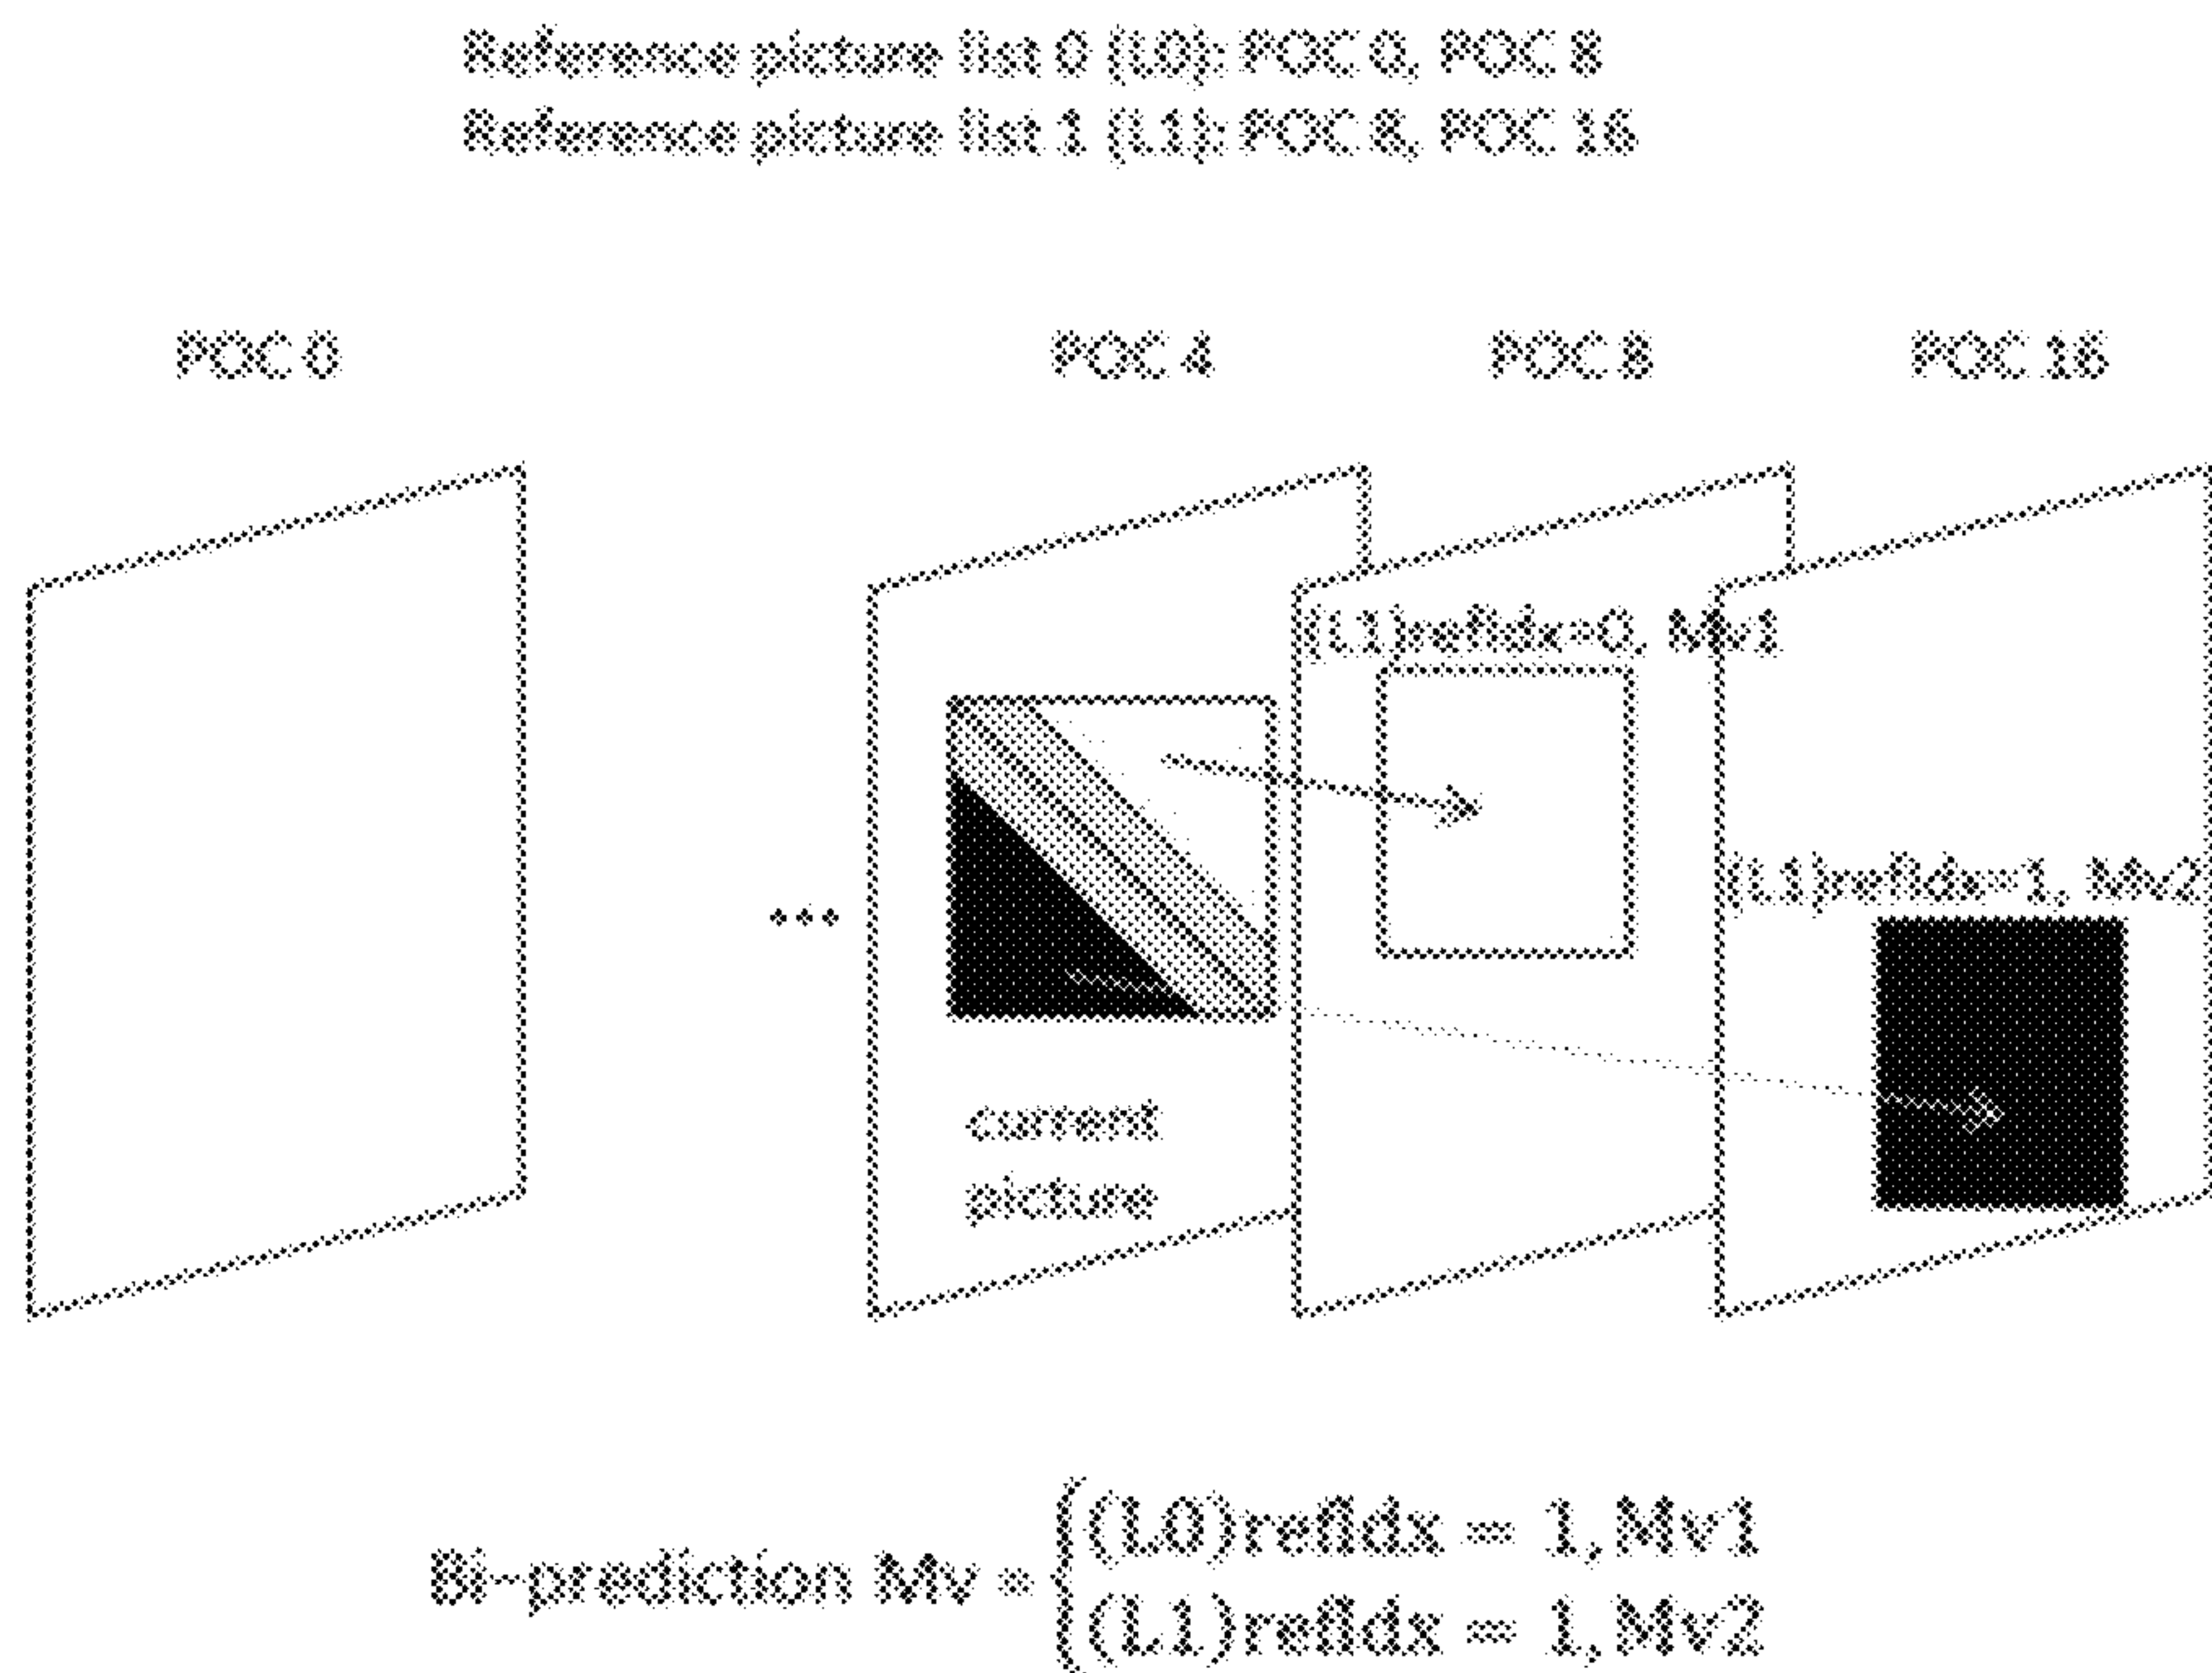 Reference picture list 0 (L0): POC 0, POC 8
Reference picture list 1 (L1): POC 8, POC 16
POC 0
POC 4
POC 8
POC 16
(L1)refIdx=0, Mv1
(L1)refIdx=1, Mv2
...
current
picture
Bi-prediction Mv = {(L0)refIdx = 1, Mv1
(L1)refIdx = 1, Mv2